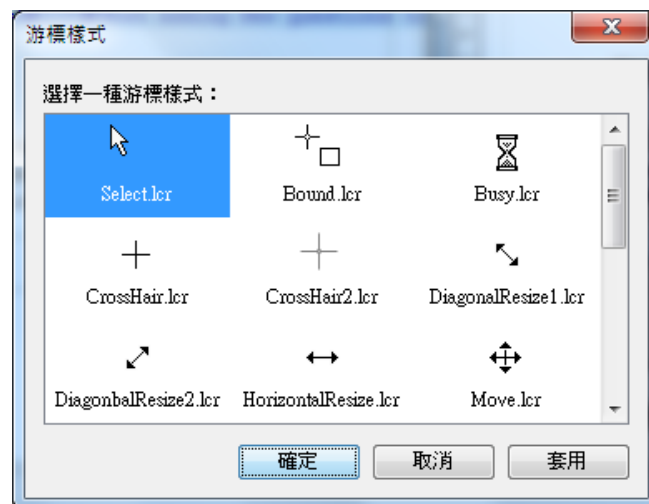 游標樣式
選擇一種游標樣式：
Select.lcr
Bound.lcr
Busy.lcr
CrossHair.lcr
CrossHair2.lcr
DiagonalResize1.lcr
DiagonbalResize2.lcr
HorizontalResize.lcr
Move.lcr
確定
取消
套用